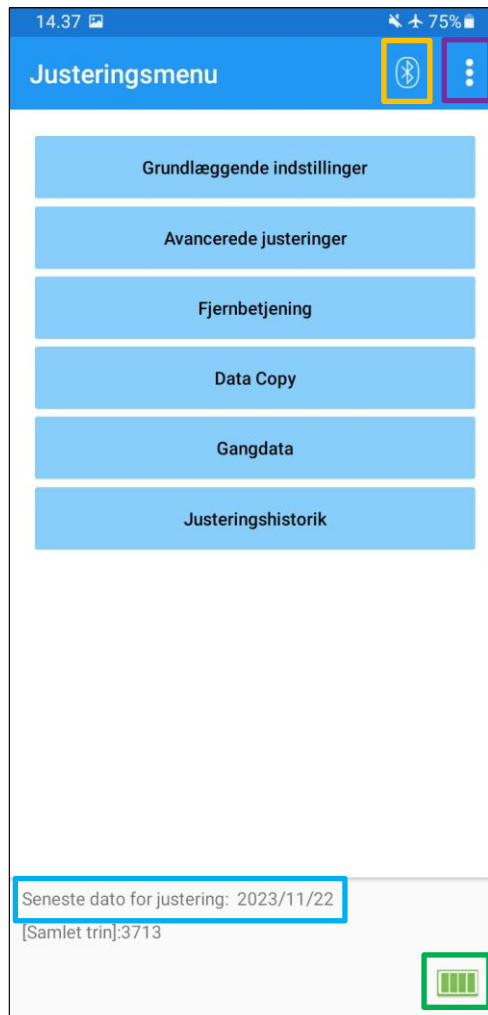 14.37 75%
Justeringsmenu
Grundlæggende indstillinger
Avancerede justeringer
Fjernbetjening
Data Copy
Gangdata
Justeringshistorik
Seneste dato for justering: 2023/11/22
[Samlet trin]:3713